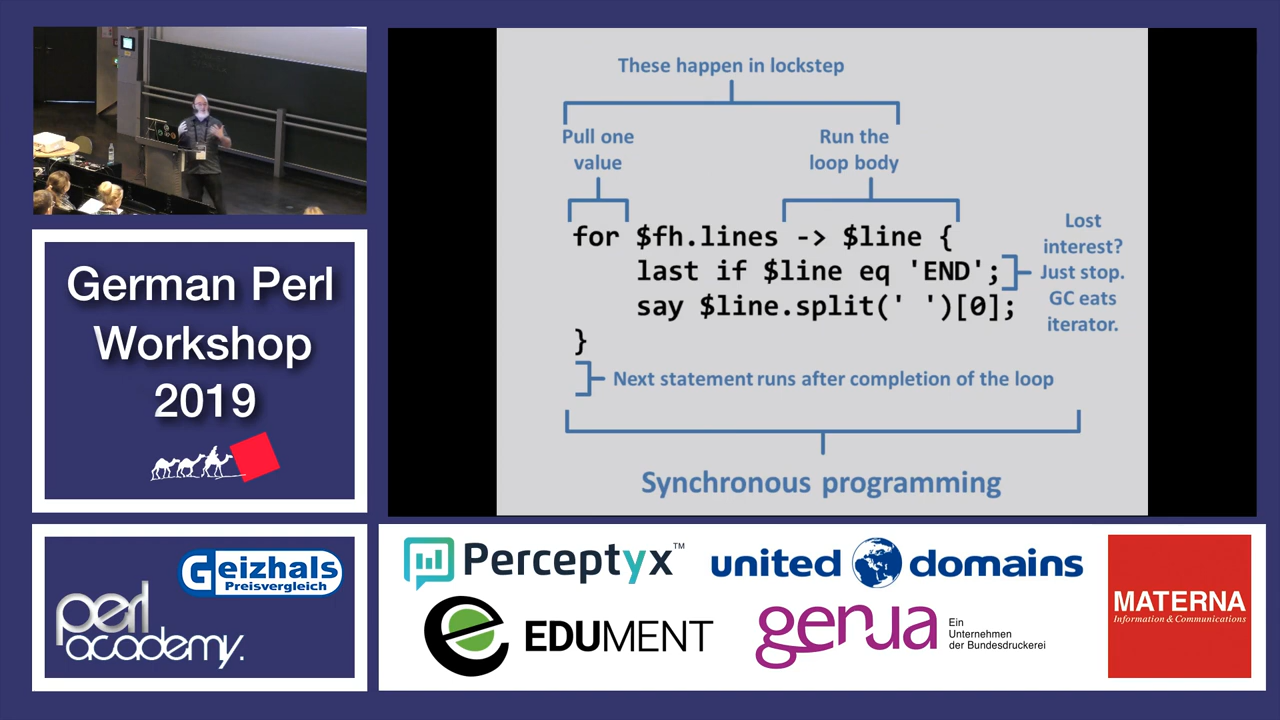 These happen in lockstep
Pull one
value
Run the
loop body
for $fh.lines -> $line {
last if $line eq 'END';
say $line.split(' ')[0];
}
Lost
interest?
Just stop.
GC eats
iterator.
Next statement runs after completion of the loop
Synchronous programming
German Perl
Workshop
2019
Geizhals
Preisvergleich
perl
academy.
Perceptyx™
united domains
EDUMENT
genua
Ein
Unternehmen
der Bundesdruckerei
MATERNA
Information & Communications